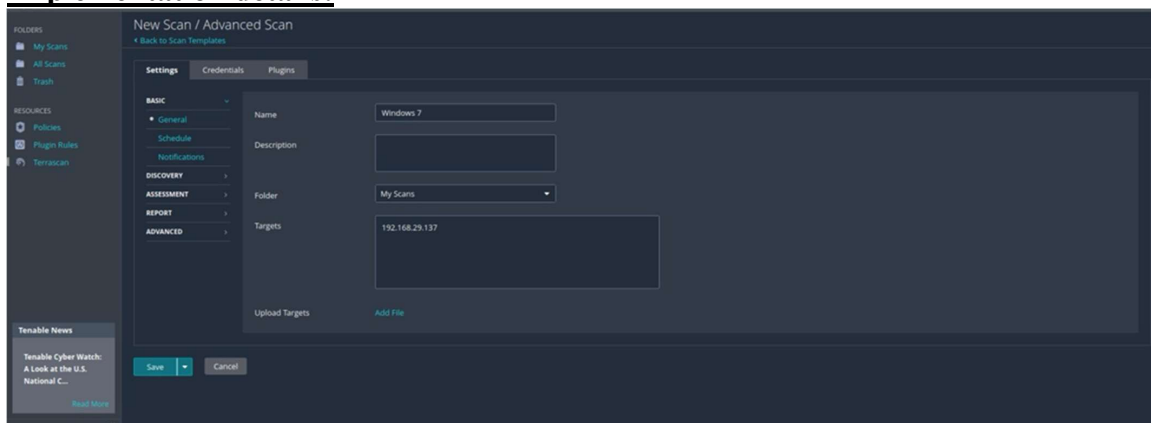 New Scan / Advanced Scan
Back to Scan Templates
FOLDERS
My Scans
All Scans
Trash
RESOURCES
Policies
Plugin Rules
Terrascan
Tenable News
Tenable Cyber Watch:
A Look at the U.S.
National C...
Read More
Settings Credentials Plugins
BASIC
General
Schedule
Notifications
DISCOVERY
ASSESSMENT
REPORT
ADVANCED
Name Windows 7
Description
Folder My Scans
Targets 192.168.29.137
Upload Targets Add File
Save Cancel